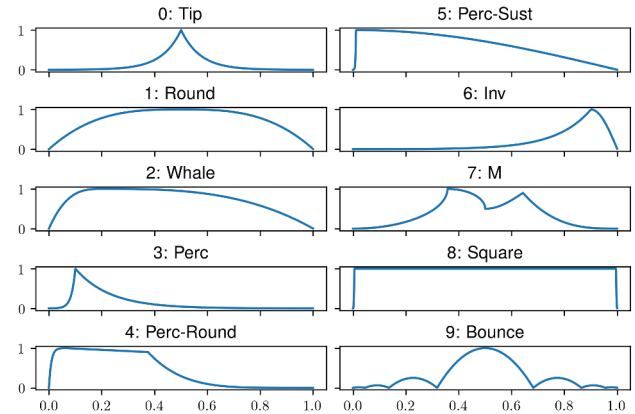 0: Tip
1
0
1: Round
1
0
2: Whale
1
0
3: Perc
1
0
4: Perc-Round
1
0
0.0 0.2 0.4 0.6 0.8 1.0
5: Perc-Sust
6: Inv
7: M
8: Square
9: Bounce
0.0 0.2 0.4 0.6 0.8 1.0